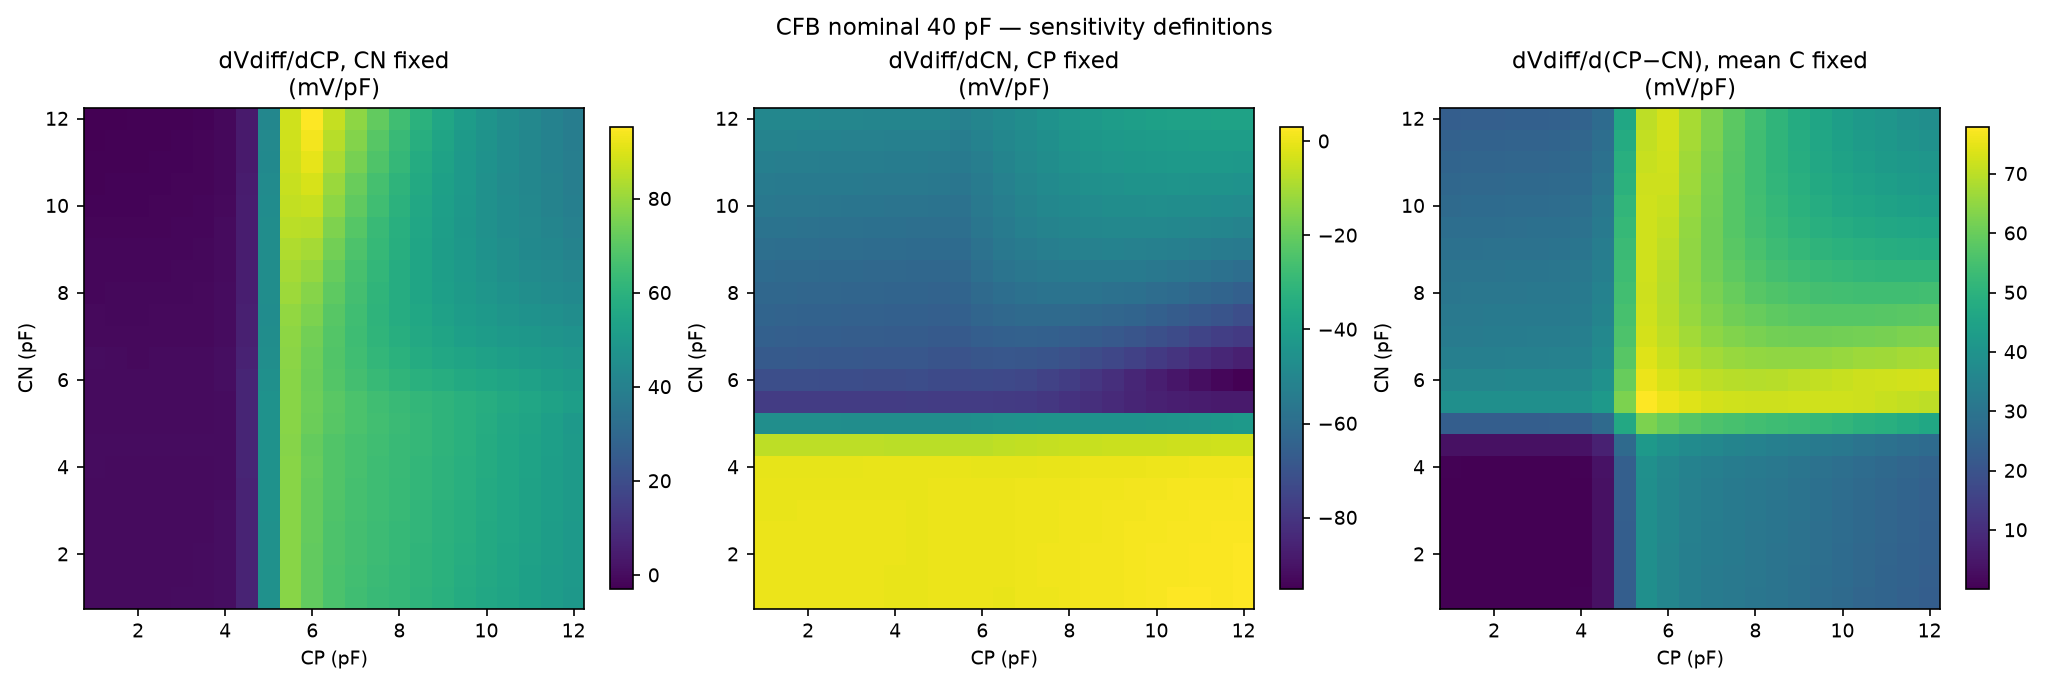 CFB nominal 40 pF — sensitivity definitions
dVdiff/dCP, CN fixed
(mV/pF)
12
10
8
6
4
2
CN (pF)
2 4 6 8 10 12
CP (pF)
80
60
40
20
0
dVdiff/dCN, CP fixed
(mV/pF)
12
10
8
6
4
2
CN (pF)
2 4 6 8 10 12
CP (pF)
0
−20
−40
−60
−80
dVdiff/d(CP−CN), mean C fixed
(mV/pF)
12
10
8
6
4
2
CN (pF)
2 4 6 8 10 12
CP (pF)
70
60
50
40
30
20
10